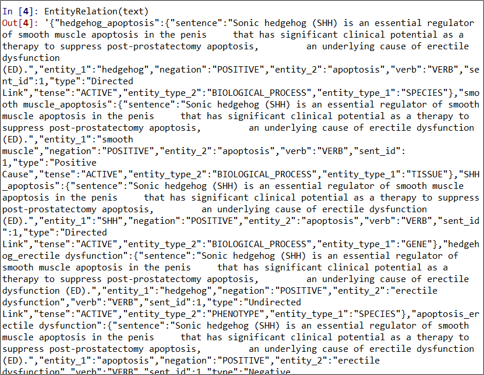 In [4]: EntityRelation(text)
Out[4]: '{"hedgehog_apoptosis":{"sentence":"Sonic hedgehog (SHH) is an essential regulator
of smooth muscle apoptosis in the penis     that has significant clinical potential as a
therapy to suppress post-prostatectomy apoptosis,         an underlying cause of erectile
dysfunction
(ED).","entity_1":"hedgehog","negation":"POSITIVE","entity_2":"apoptosis","verb":"VERB","se
nt_id":1,"type":"Directed
Link","tense":"ACTIVE","entity_type_2":"BIOLOGICAL_PROCESS","entity_type_1":"SPECIES"},"smo
oth muscle_apoptosis":{"sentence":"Sonic hedgehog (SHH) is an essential regulator of smooth
muscle apoptosis in the penis     that has significant clinical potential as a therapy to
suppress post-prostatectomy apoptosis,         an underlying cause of erectile dysfunction
(ED).","entity_1":"smooth
muscle","negation":"POSITIVE","entity_2":"apoptosis","verb":"VERB","sent_id":
1,"type":"Positive
Cause","tense":"ACTIVE","entity_type_2":"BIOLOGICAL_PROCESS","entity_type_1":"TISSUE"},"SHH
_apoptosis":{"sentence":"Sonic hedgehog (SHH) is an essential regulator of smooth muscle
apoptosis in the penis     that has significant clinical potential as a therapy to suppress
post-prostatectomy apoptosis,         an underlying cause of erectile dysfunction
(ED).","entity_1":"SHH","negation":"POSITIVE","entity_2":"apoptosis","verb":"VERB","sent_id
":1,"type":"Directed
Link","tense":"ACTIVE","entity_type_2":"BIOLOGICAL_PROCESS","entity_type_1":"GENE"},"hedgeh
og_erectile dysfunction":{"sentence":"Sonic hedgehog (SHH) is an essential regulator of
smooth muscle apoptosis in the penis     that has significant clinical potential as a
therapy to suppress post-prostatectomy apoptosis,         an underlying cause of erectile
dysfunction (ED).","entity_1":"hedgehog","negation":"POSITIVE","entity_2":"erectile
dysfunction","verb":"VERB","sent_id":1,"type":"Undirected
Link","tense":"ACTIVE","entity_type_2":"PHENOTYPE","entity_type_1":"SPECIES"},"apoptosis_er
ectile dysfunction":{"sentence":"Sonic hedgehog (SHH) is an essential regulator of smooth
muscle apoptosis in the penis     that has significant clinical potential as a therapy to
suppress post-prostatectomy apoptosis,         an underlying cause of erectile dysfunction
(ED).","entity_1":"apoptosis","negation":"POSITIVE","entity_2":"erectile
dysfunction","verb":"VERB","sent_id":1,"type":"Negative